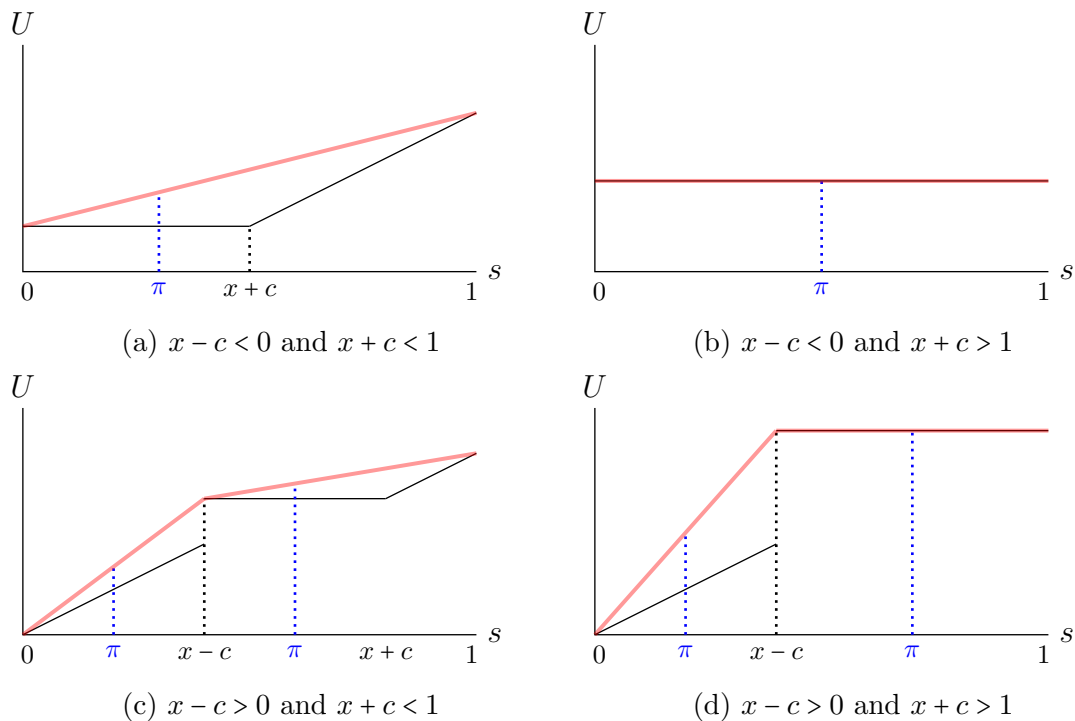 U
s
0
π
x + c
1
(a) x − c < 0 and x + c < 1
U
s
0
π
1
(b) x − c < 0 and x + c > 1
U
s
0
π
x − c
π
x + c
1
(c) x − c > 0 and x + c < 1
U
s
0
π
x − c
π
1
(d) x − c > 0 and x + c > 1